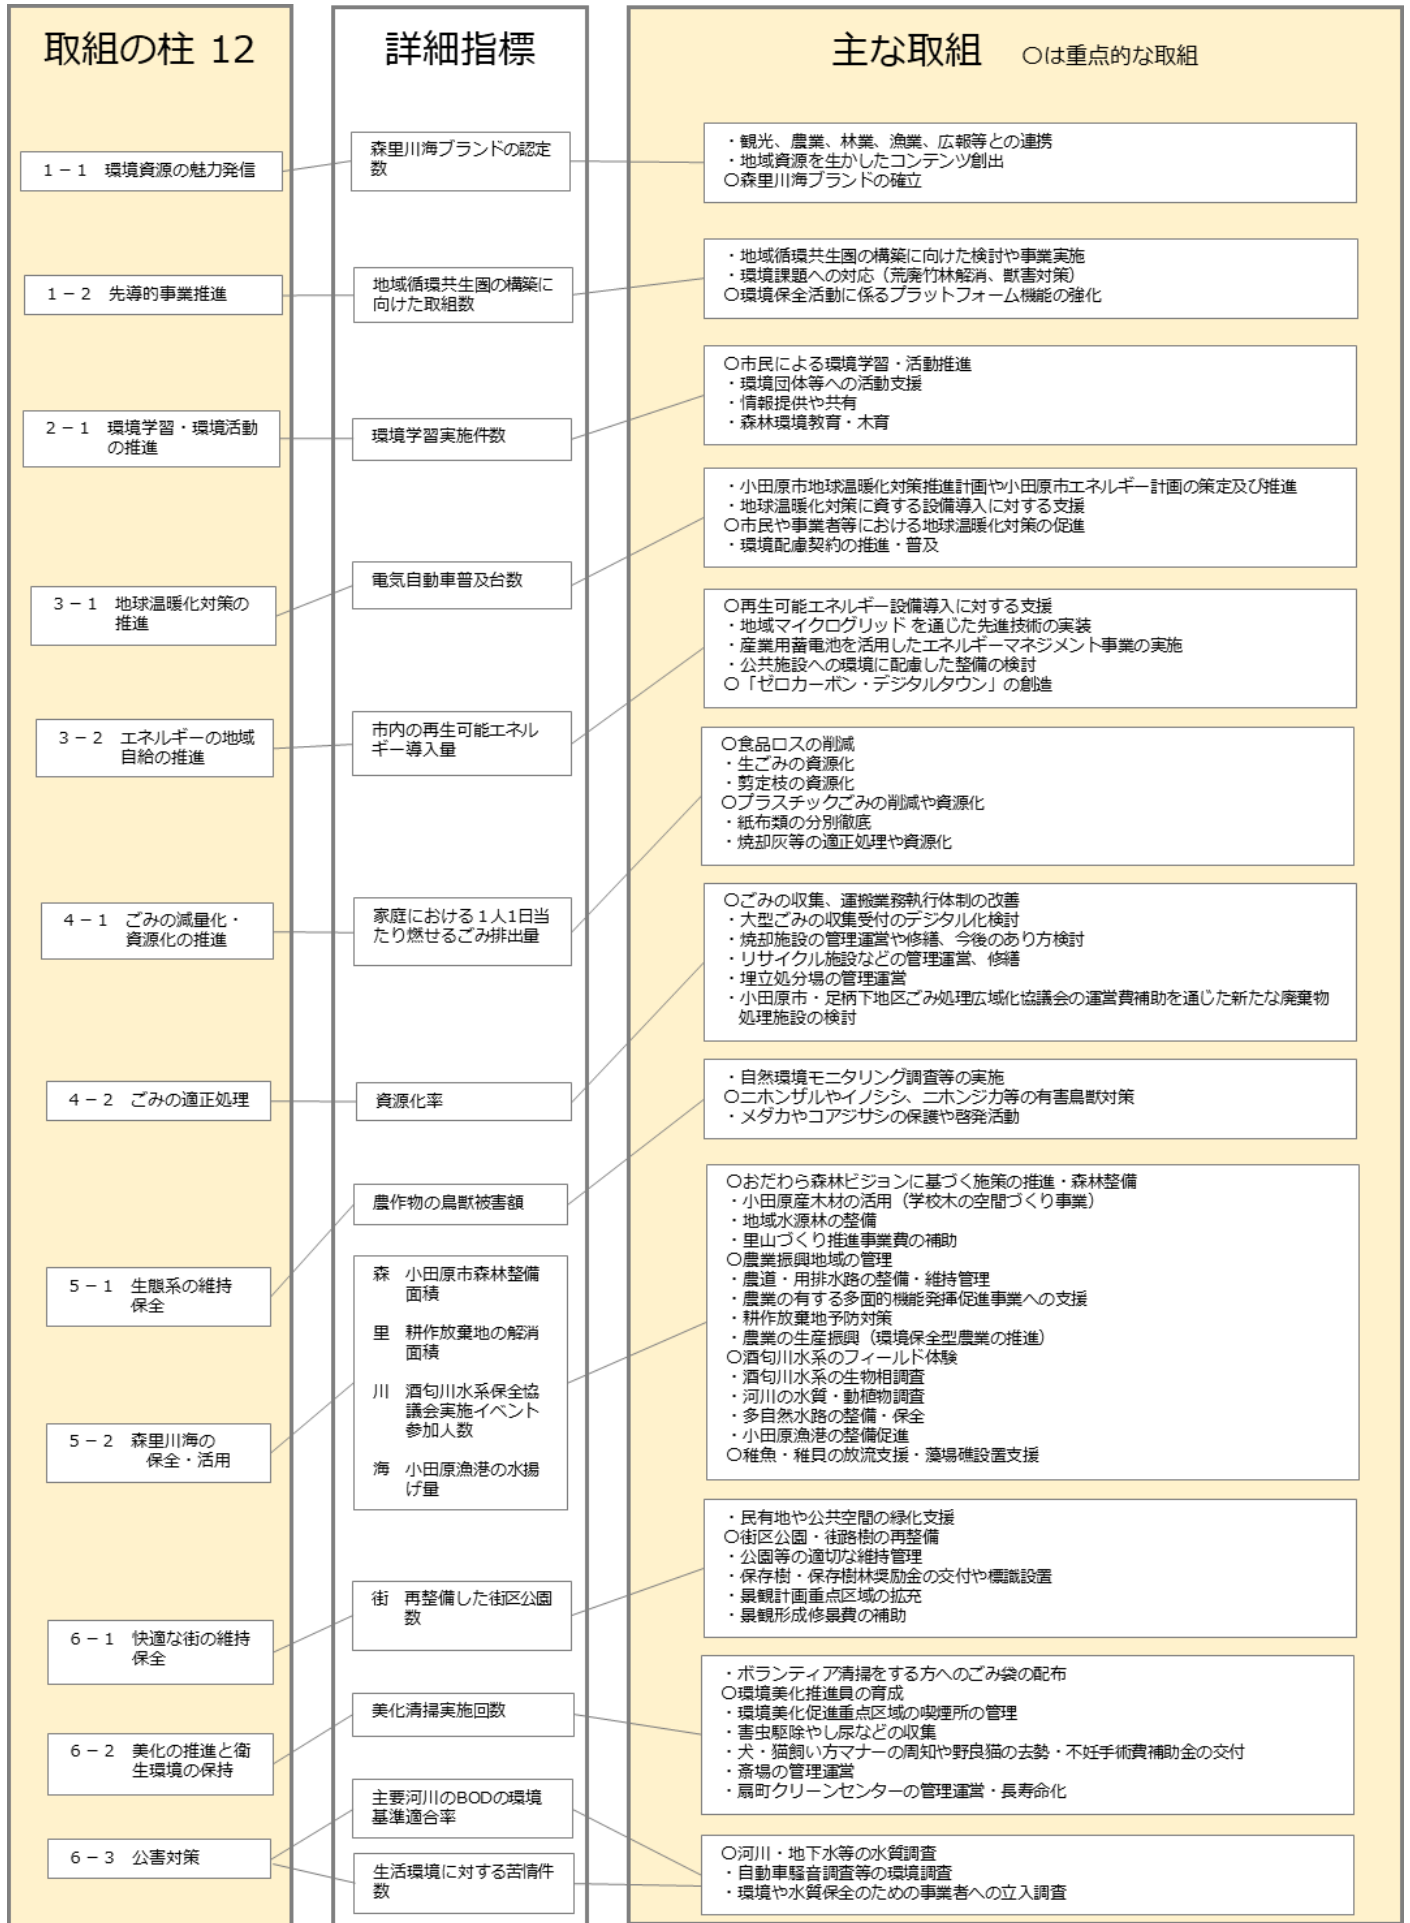 取組の柱 12
詳細指標
主な取組 ○は重点的な取組
1－1 環境資源の魅力発信
森里川海ブランドの認定
数
・観光、農業、林業、漁業、広報等との連携
・地域資源を生かしたコンテンツ創出
○森里川海ブランドの確立
1－2 先導的事業推進
地域循環共生圏の構築に
向けた取組数
・地域循環共生圏の構築に向けた検討や事業実施
・環境課題への対応（荒廃竹林解消、獣害対策）
○環境保全活動に係るプラットフォーム機能の強化
2－1 環境学習・環境活動
の推進
環境学習実施件数
○市民による環境学習・活動推進
・環境団体等への活動支援
・情報提供や共有
・森林環境教育・木育
3－1 地球温暖化対策の
推進
電気自動車普及台数
・小田原市地球温暖化対策推進計画や小田原市エネルギー計画の策定及び推進
・地球温暖化対策に資する設備導入に対する支援
○市民や事業者等における地球温暖化対策の促進
・環境配慮契約の推進・普及
3－2 エネルギーの地域
自給の推進
市内の再生可能エネル
ギー導入量
○再生可能エネルギー設備導入に対する支援
・地域マイクログリッド を通じた先進技術の実装
・産業用蓄電池を活用したエネルギーマネジメント事業の実施
・公共施設への環境に配慮した整備の検討
○「ゼロカーボン・デジタルタウン」の創造
4－1 ごみの減量化・
資源化の推進
家庭における１人1日当
たり燃せるごみ排出量
○食品ロスの削減
・生ごみの資源化
・剪定枝の資源化
○プラスチックごみの削減や資源化
・紙布類の分別徹底
・焼却灰等の適正処理や資源化
4－2 ごみの適正処理
資源化率
○ごみの収集、運搬業務執行体制の改善
・大型ごみの収集受付のデジタル化検討
・焼却施設の管理運営や修繕、今後のあり方検討
・リサイクル施設などの管理運営、修繕
・埋立処分場の管理運営
・小田原市・足柄下地区ごみ処理広域化協議会の運営費補助を通じた新たな廃棄物
処理施設の検討
5－1 生態系の維持
保全
農作物の鳥獣被害額
・自然環境モニタリング調査等の実施
○ニホンザルやイノシシ、ニホンジカ等の有害鳥獣対策
・メダカやコアジサシの保護や啓発活動
5－2 森里川海の
保全・活用
森 小田原市森林整備
面積
里 耕作放棄地の解消
面積
川 酒匂川水系保全協
議会実施イベント
参加人数
海 小田原漁港の水揚
げ量
○おだわら森林ビジョンに基づく施策の推進・森林整備
・小田原産木材の活用（学校木の空間づくり事業）
・地域水源林の整備
・里山づくり推進事業費の補助
○農業振興地域の管理
・農道・用排水路の整備・維持管理
・農業の有する多面的機能発揮促進事業への支援
・耕作放棄地予防対策
・農業の生産振興（環境保全型農業の推進）
○酒匂川水系のフィールド体験
・酒匂川水系の生物相調査
・河川の水質・動植物調査
・多自然水路の整備・保全
・小田原漁港の整備促進
○稚魚・稚貝の放流支援・藻場礁設置支援
6－1 快適な街の維持
保全
街 再整備した街区公園
数
・民有地や公共空間の緑化支援
○街区公園・街路樹の再整備
・公園等の適切な維持管理
・保存樹・保存樹林奨励金の交付や標識設置
・景観計画重点区域の拡充
・景観形成修景費の補助
6－2 美化の推進と衛
生環境の保持
美化清掃実施回数
・ボランティア清掃をする方へのごみ袋の配布
○環境美化推進員の育成
・環境美化促進重点区域の喫煙所の管理
・害虫駆除やし尿などの収集
・犬・猫飼い方マナーの周知や野良猫の去勢・不妊手術費補助金の交付
・斎場の管理運営
・扇町クリーンセンターの管理運営・長寿命化
6－3 公害対策
主要河川のBODの環境
基準適合率
生活環境に対する苦情件
数
○河川・地下水等の水質調査
・自動車騒音調査等の環境調査
・環境や水質保全のための事業者への立入調査